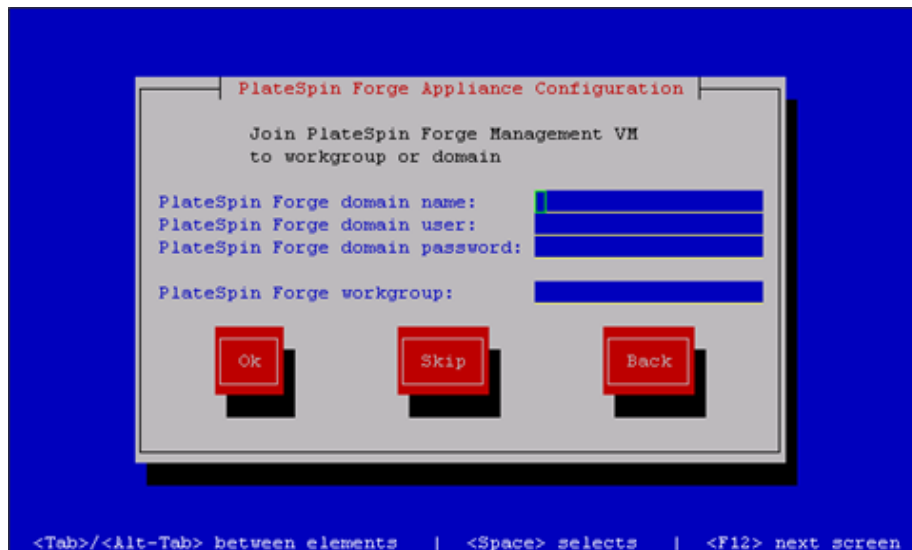 PlateSpin Forge Appliance Configuration
Join PlateSpin Forge Management VM
to workgroup or domain
PlateSpin Forge domain name:
PlateSpin Forge domain user:
PlateSpin Forge domain password:
PlateSpin Forge workgroup:
Ok Skip Back
<Tab>/<Alt-Tab> between elements | <Space> selects | <F12> next screen